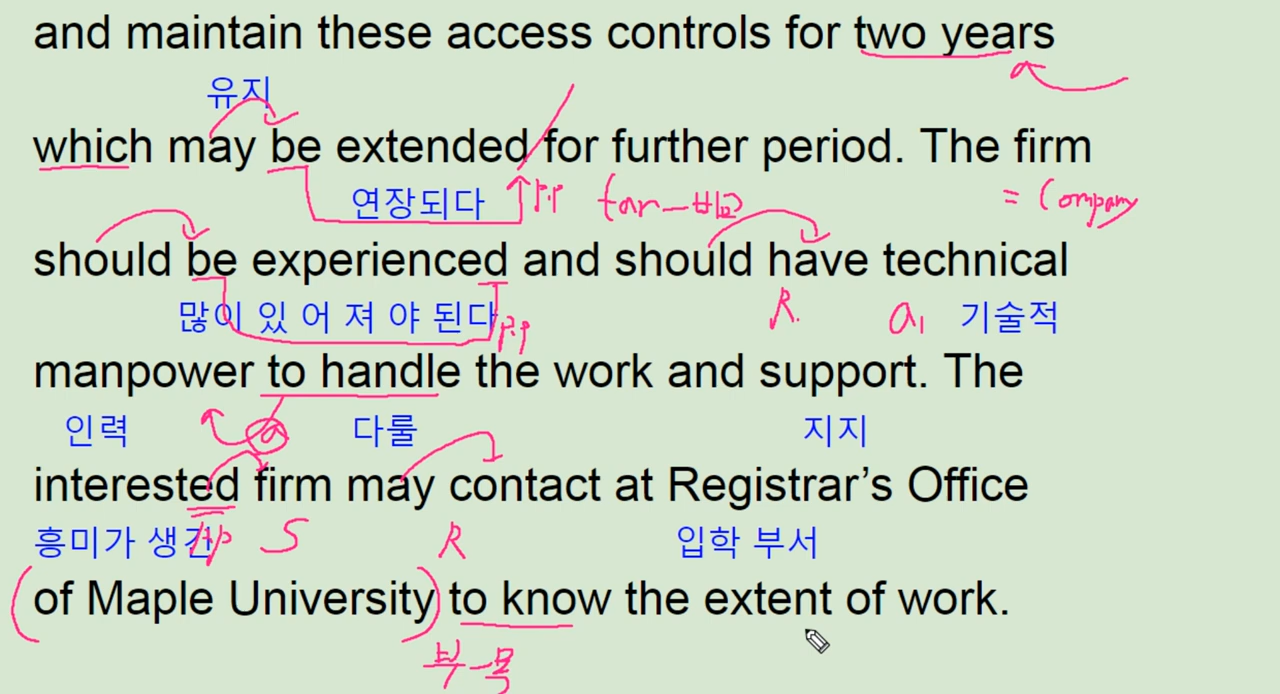 and maintain these access controls for two years
유지
which may be extended for further period. The firm
연장되다 P.P far-비교 = Company
should be experienced and should have technical
많이 있 어 져 야 된다 P.P R. a, 기술적
manpower to handle the work and support. The
인력 a 다룰 지지
interested firm may contact at Registrar's Office
흥미가 생긴 P.P S R 입학 부서
(of Maple University) to know the extent of work.
부-목